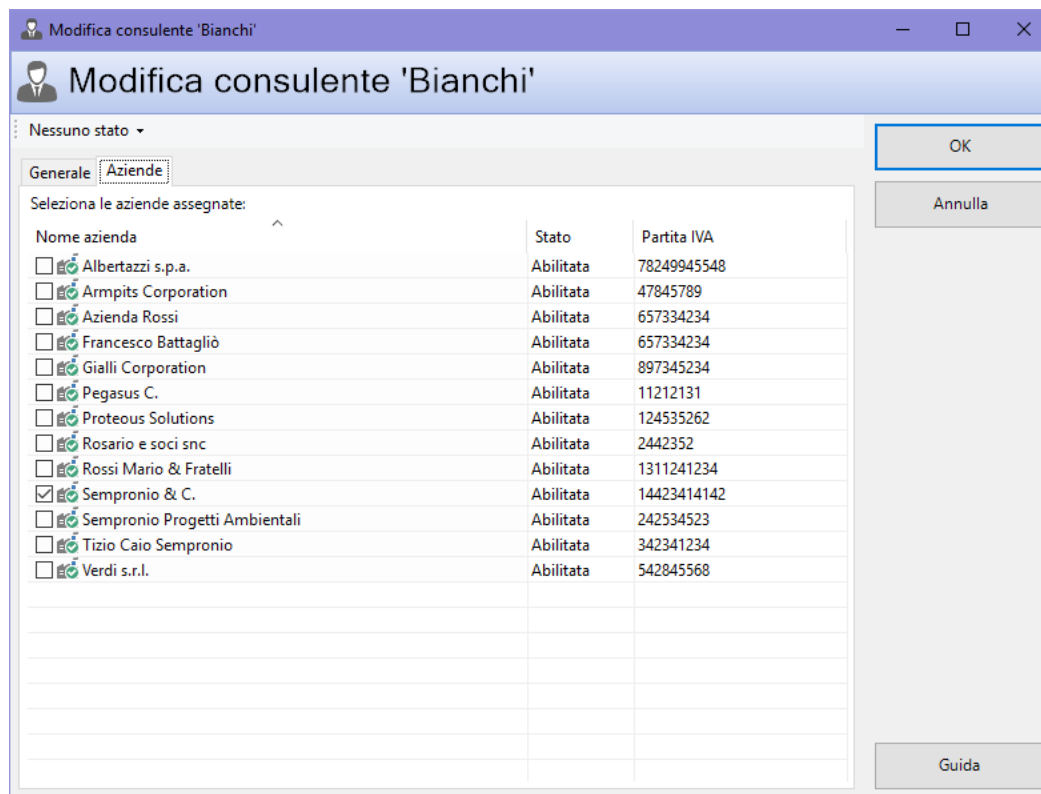 Modifica consulente 'Bianchi'
Modifica consulente 'Bianchi'
Nessuno stato
OK
Generale Aziende
Annulla
Seleziona le aziende assegnate:
Nome azienda Stato Partita IVA
Albertazzi s.p.a. Abilitata 78249945548
Armpits Corporation Abilitata 47845789
Azienda Rossi Abilitata 657334234
Francesco Battagliò Abilitata 657334234
Gialli Corporation Abilitata 897345234
Pegasus C. Abilitata 11212131
Proteous Solutions Abilitata 124535262
Rosario e soci snc Abilitata 2442352
Rossi Mario & Fratelli Abilitata 1311241234
Sempronio & C. Abilitata 14423414142
Sempronio Progetti Ambientali Abilitata 242534523
Tizio Caio Sempronio Abilitata 342341234
Verdi s.r.l. Abilitata 542845568
Guida